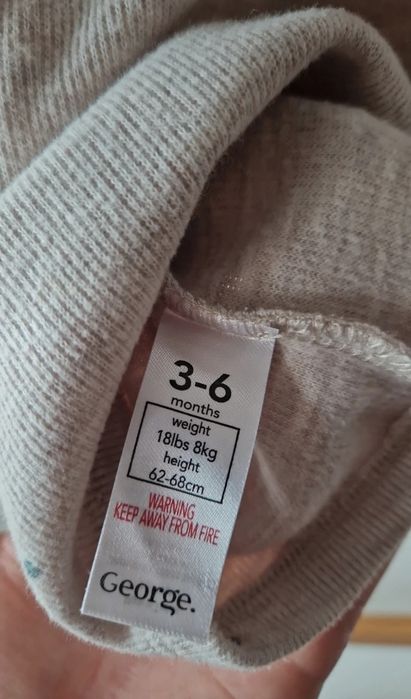 3-6
months
weight
18lbs 8kg
height
62-68cm
WARNING
KEEP AWAY FROM FIRE
George.